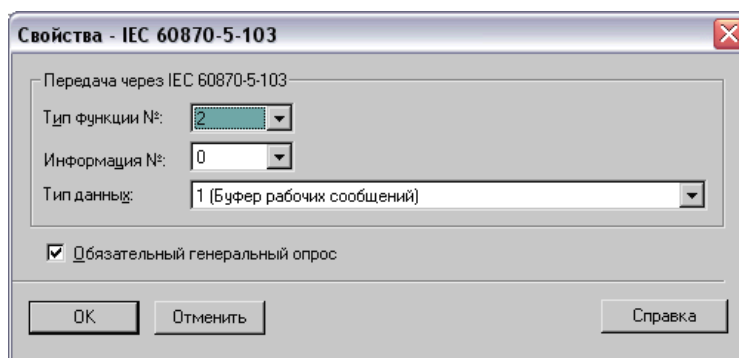 Свойства - IEC 60870-5-103
Передача через IEC 60870-5-103
Тип функции №: 2
Информация №: 0
Тип данных: 1 (Буфер рабочих сообщений)
Обязательный генеральный опрос
OK Отменить Справка